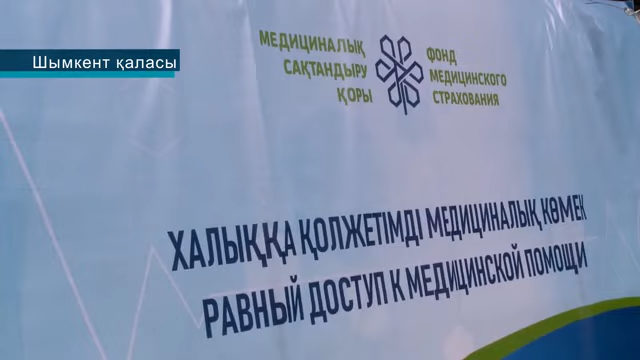 Шымкент қаласы
МЕДИЦИНАЛЫҚ
САҚТАНДЫРУ
ҚОРЫ
ФОНД
МЕДИЦИНСКОГО
СТРАХОВАНИЯ
ХАЛЫҚҚА ҚОЛЖЕТІМДІ МЕДИЦИНАЛЫҚ КӨМЕК
РАВНЫЙ ДОСТУП К МЕДИЦИНСКОЙ ПОМОЩИ